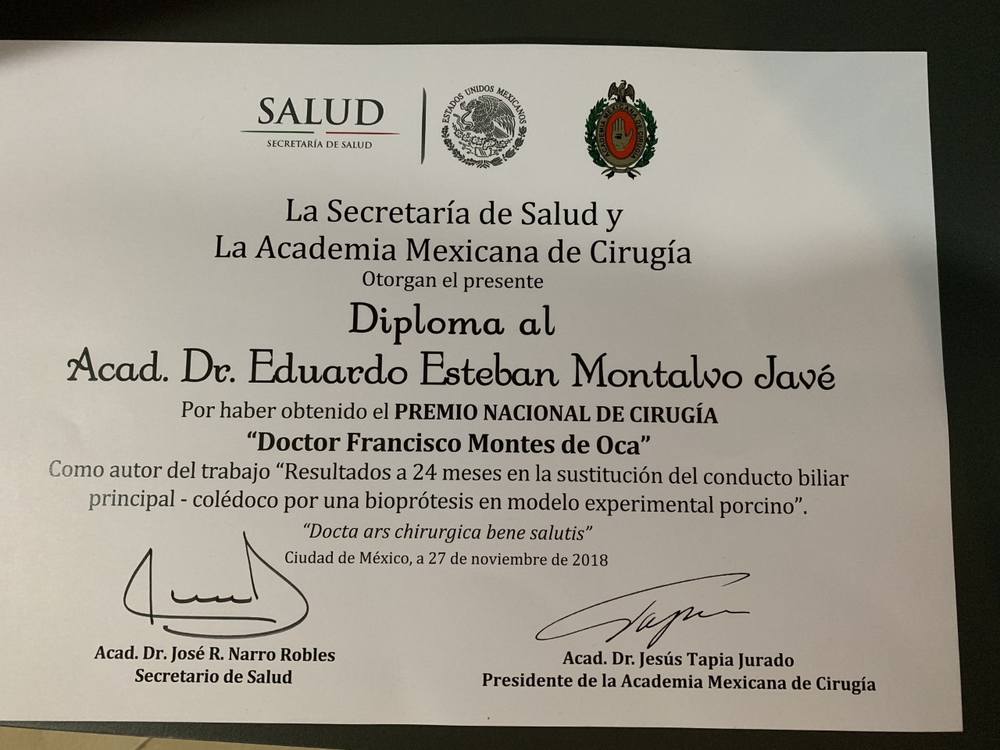 SALUD
SECRETARÍA DE SALUD
ESTADOS UNIDOS MEXICANOS
ACADEMIA MEXICANA DE CIRUGÍA
La Secretaría de Salud y
La Academia Mexicana de Cirugía
Otorgan el presente
Diploma al
Acad. Dr. Eduardo Esteban Montalvo Javé
Por haber obtenido el PREMIO NACIONAL DE CIRUGÍA
“Doctor Francisco Montes de Oca”
Como autor del trabajo “Resultados a 24 meses en la sustitución del conducto biliar
principal - colédoco por una bioprótesis en modelo experimental porcino”.
“Docta ars chirurgica bene salutis”
Ciudad de México, a 27 de noviembre de 2018
Acad. Dr. José R. Narro Robles
Secretario de Salud
Acad. Dr. Jesús Tapia Jurado
Presidente de la Academia Mexicana de Cirugía